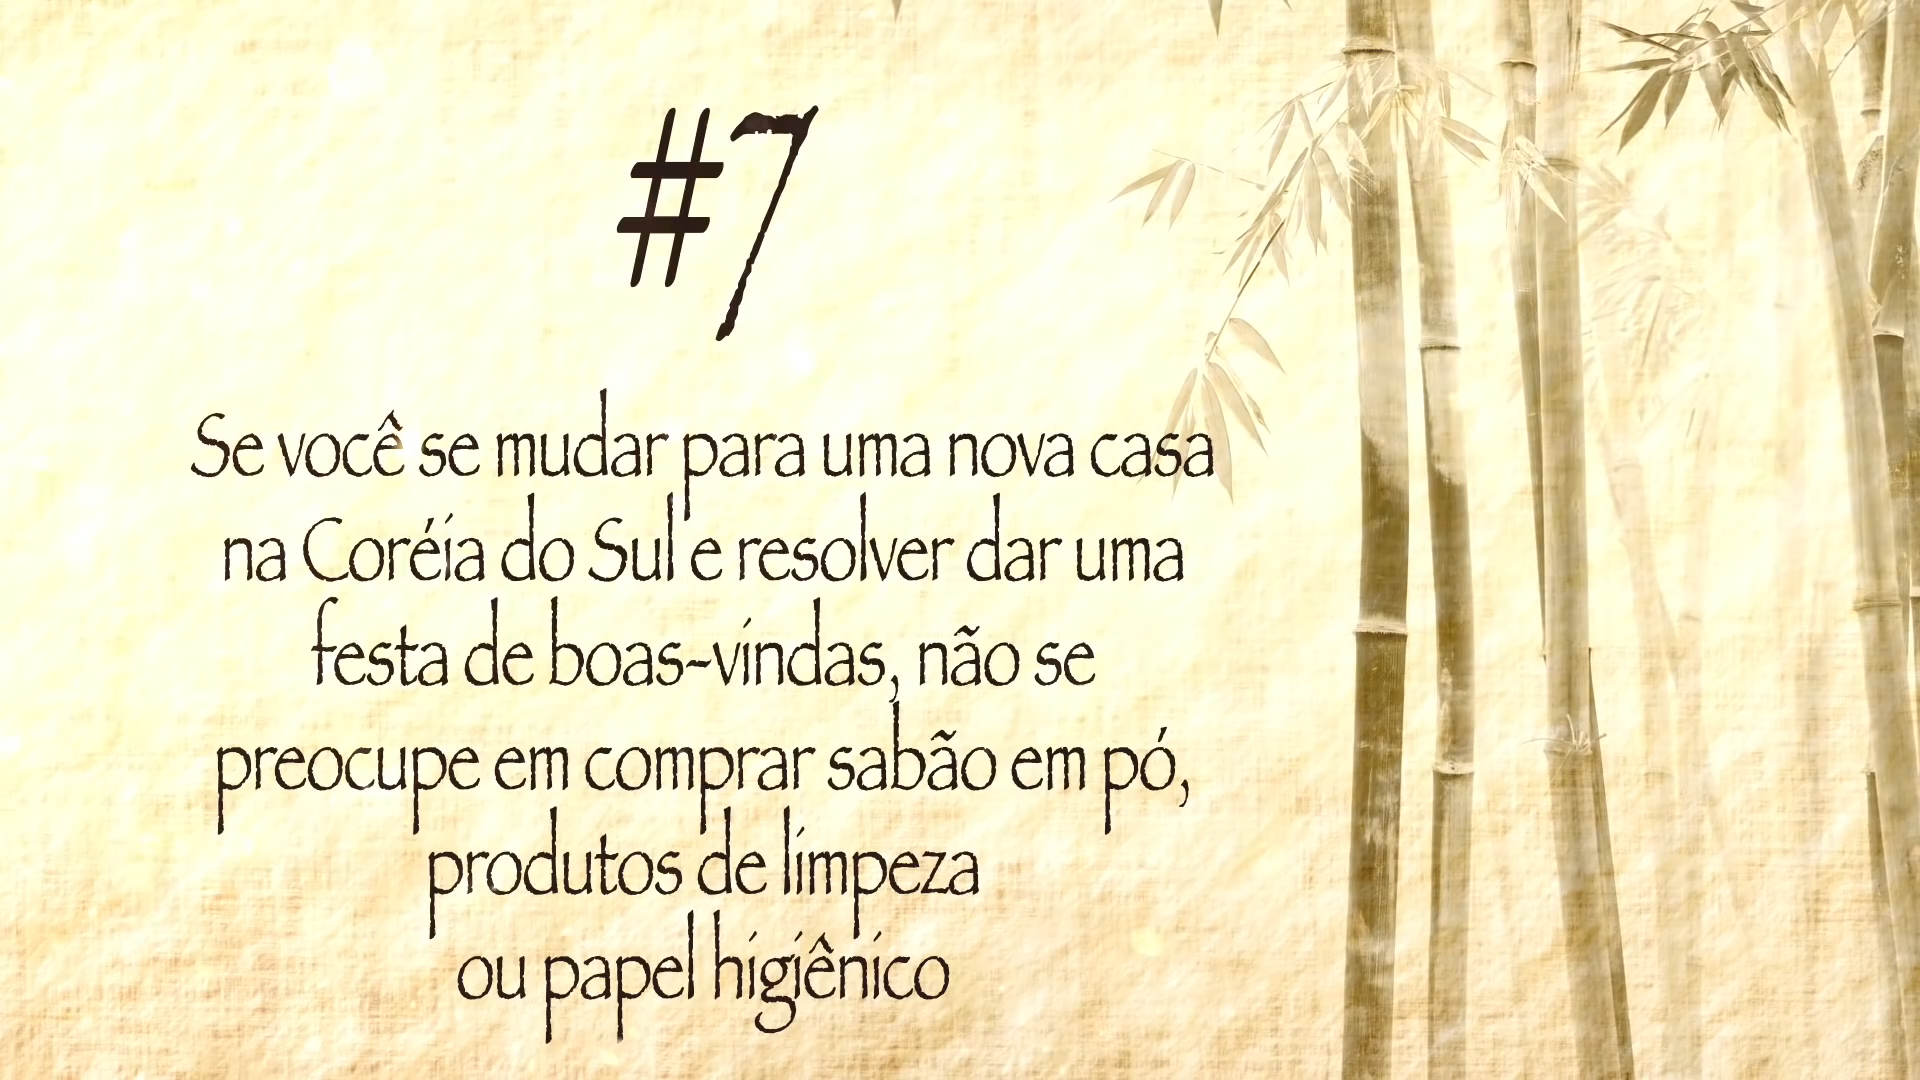 #7
Se você se mudar para uma nova casa
na Coréia do Sul e resolver dar uma
festa de boas-vindas, não se
preocupe em comprar sabão em pó,
produtos de limpeza
ou papel higiênico